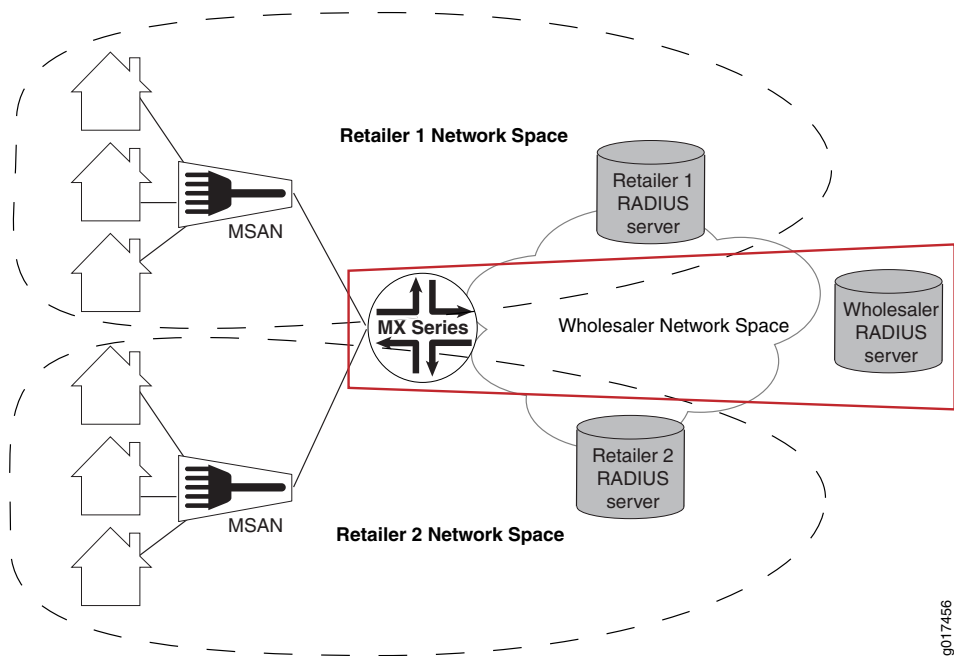 Retailer 1 Network Space
Retailer 1
RADIUS
server
MSAN
MX Series
Wholesaler Network Space
Wholesaler
RADIUS
server
Retailer 2
RADIUS
server
MSAN
Retailer 2 Network Space
g017456